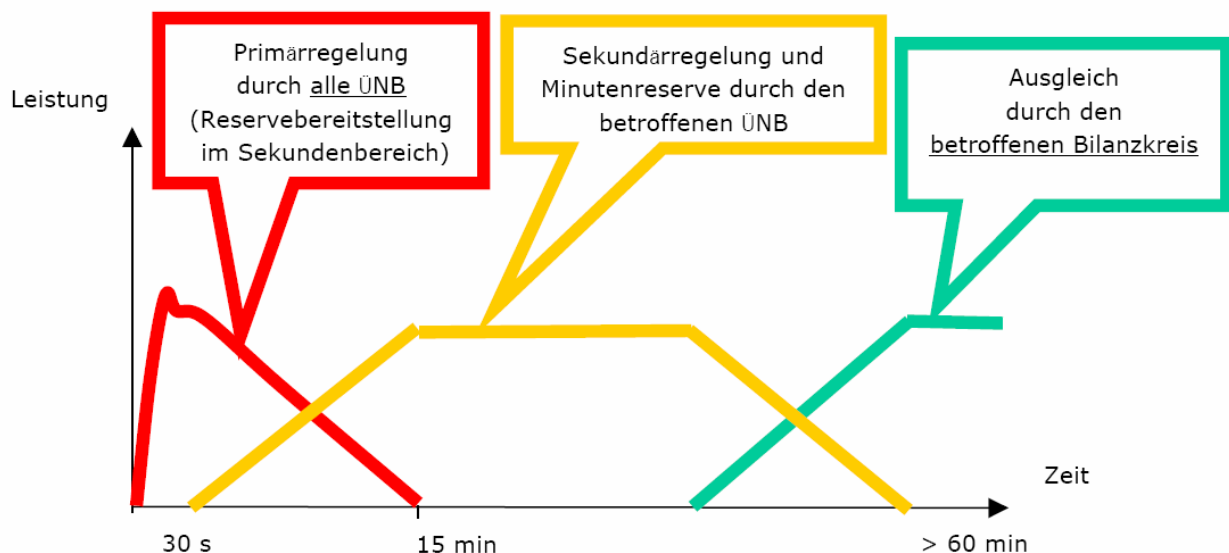 Leistung
Primärregelung
durch alle ÜNB
(Reservebereitstellung
im Sekundenbereich)
Sekundärregelung und
Minutenreserve durch den
betroffenen ÜNB
Ausgleich
durch den
betroffenen Bilanzkreis
Zeit
30 s
15 min
> 60 min